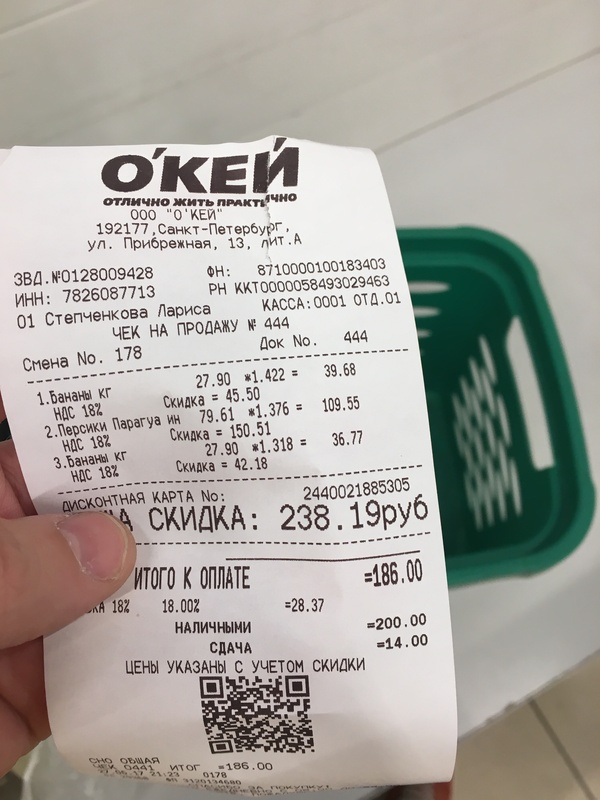 О'КЕЙ
ОТЛИЧНО ЖИТЬ ПРАКТИЧНО
ООО "О'КЕЙ"
192177,Санкт-Петербург,
ул. Прибрежная, 13, лит.А
ЗВД.№0128009428 ФН: 8710000100183403
ИНН: 7826087713 РН ККТ0000058493029463
01 Степченкова Лариса КАССА:0001 ОТД.01
ЧЕК НА ПРОДАЖУ № 444
Смена No. 178 Док No. 444
1.Бананы кг 27.90 *1.422 = 39.68
НДС 18% Скидка = 45.50
2.Персики Парагуа ин 79.61 *1.376 = 109.55
НДС 18% Скидка = 150.51
3.Бананы кг 27.90 *1.318 = 36.77
НДС 18% Скидка = 42.18
ДИСКОНТНАЯ КАРТА No: 2440021885305
СКИДКА: 238.19руб
ИТОГО К ОПЛАТЕ =186.00
18% 18.00% =28.37
НАЛИЧНЫМИ =200.00
СДАЧА =14.00
ЦЕНЫ УКАЗАНЫ С УЧЕТОМ СКИДКИ
СНО ОБЩАЯ
ЧЕК 0441 ИТОГ =186.00
21:23 0178